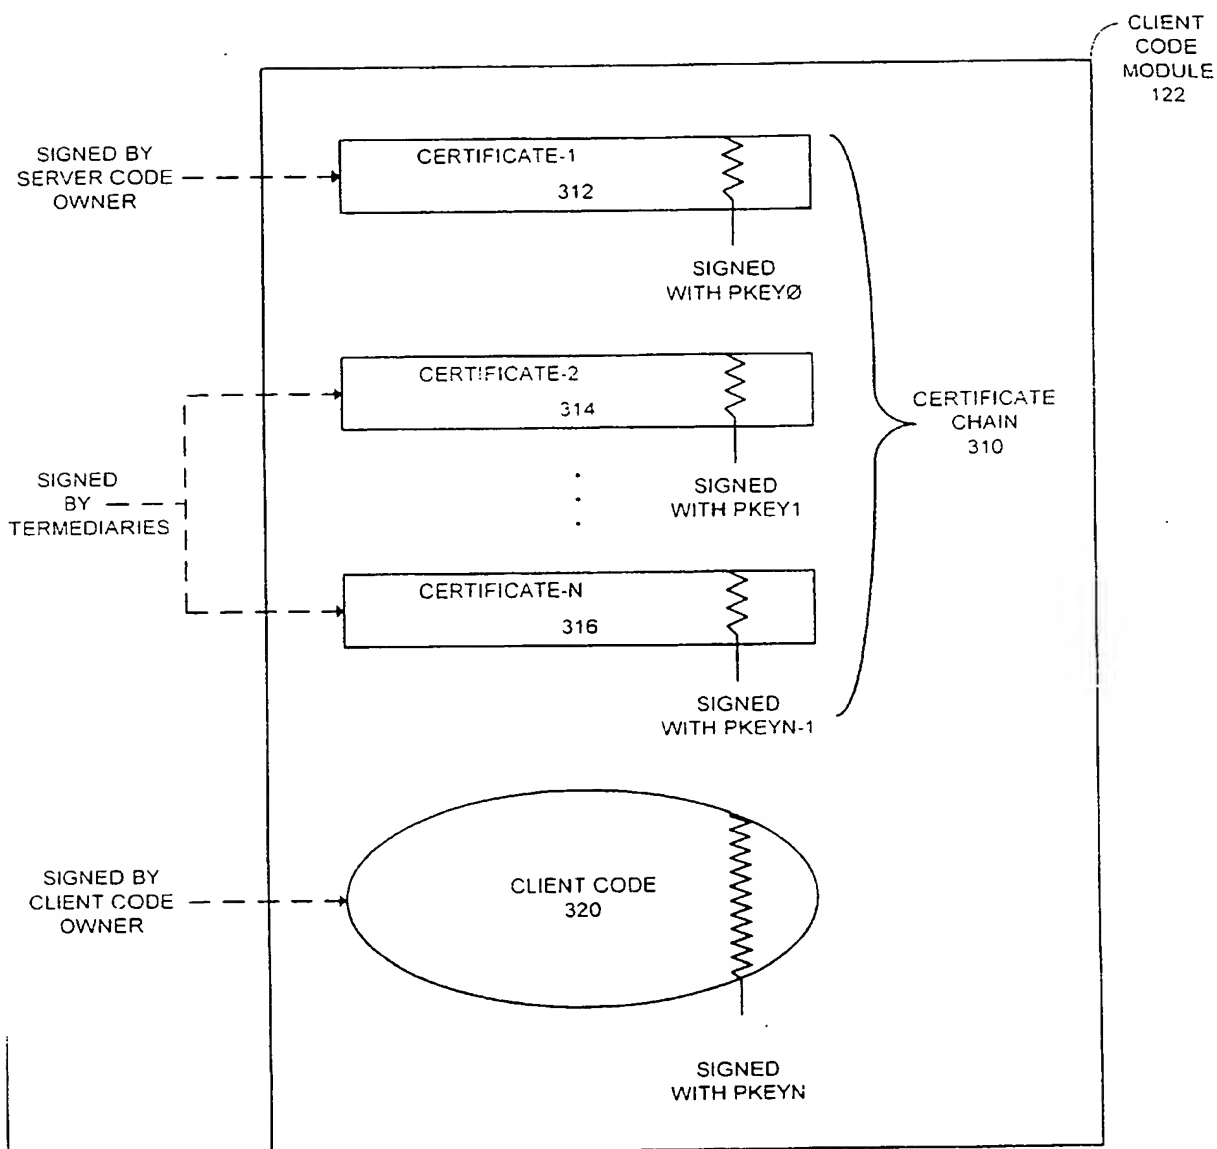 CLIENT
CODE
MODULE
122
SIGNED BY
SERVER CODE
OWNER
CERTIFICATE-1
312
SIGNED
WITH PKEYØ
CERTIFICATE-2
314
SIGNED
WITH PKEY1
CERTIFICATE
CHAIN
310
SIGNED
BY
TERMEDIARIES
CERTIFICATE-N
316
SIGNED
WITH PKEYN-1
SIGNED BY
CLIENT CODE
OWNER
CLIENT CODE
320
SIGNED
WITH PKEYN